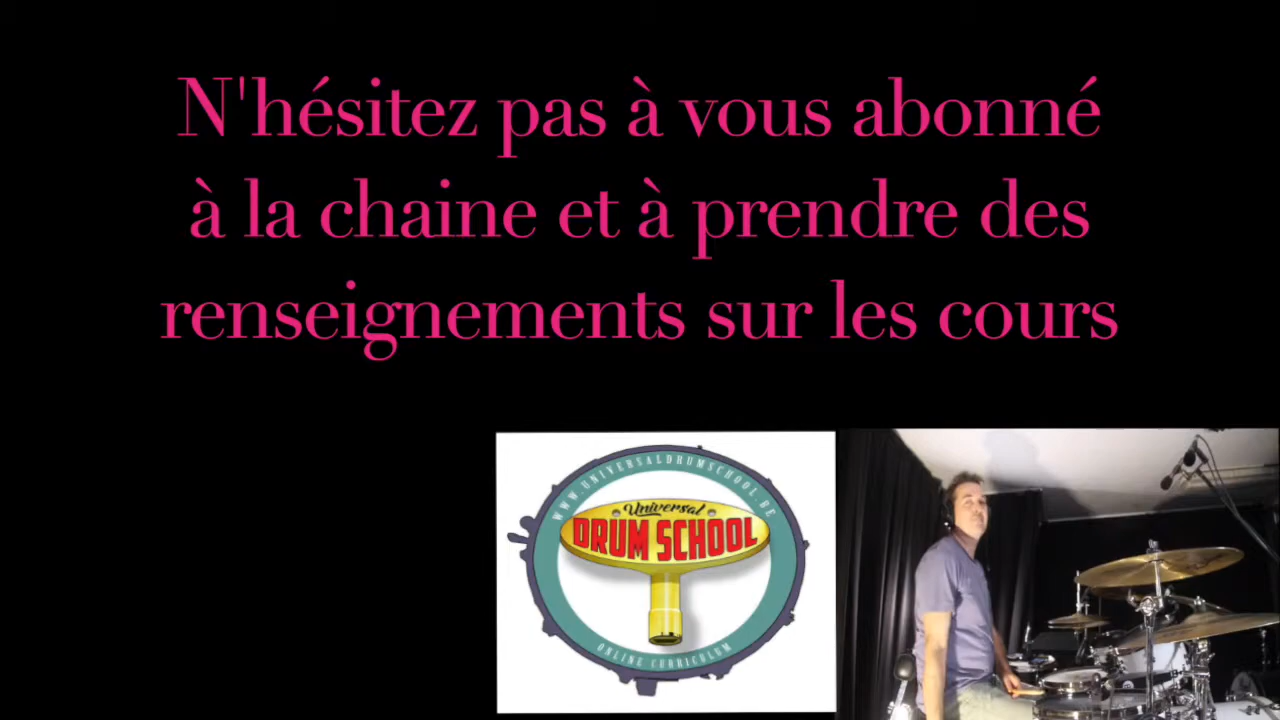 N'hésitez pas à vous abonné
à la chaine et à prendre des
renseignements sur les cours
WWW.UNIVERSALDRUMSCHOOL.BE
Universal
DRUM SCHOOL
ONLINE CURRICULUM